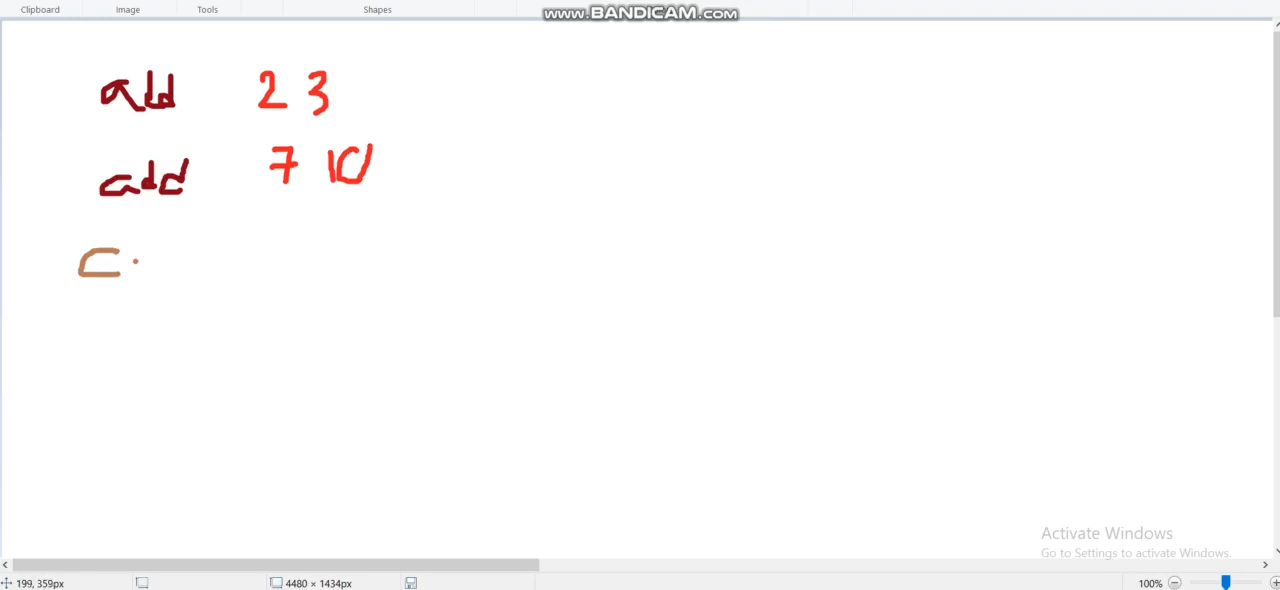 Clipboard Image Tools Shapes
www.BANDICAM.com
add 2 3
add 7 10
C
Activate Windows
Go to Settings to activate Windows.
199, 359px 4480 × 1434px 100%